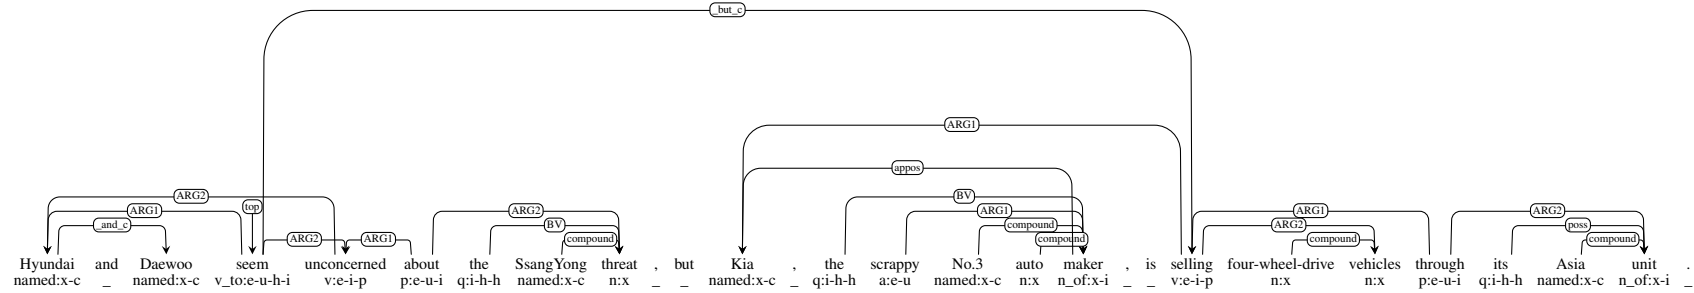 _but_c
ARG1
appos
ARG2 BV
ARG1 top ARG2 ARG1 ARG1 ARG2
_and_c BV compound ARG2 poss
ARG2 ARG1 compound compound compound compound
Hyundai and Daewoo seem unconcerned about the SsangYong threat , but Kia , the scrappy No.3 auto maker , is selling four-wheel-drive vehicles through its Asia unit .
named:x-c _ named:x-c v_to:e-u-h-i v:e-i-p p:e-u-i q:i-h-h named:x-c n:x _ _ named:x-c _ q:i-h-h a:e-u named:x-c n:x n_of:x-i _ _ v:e-i-p n:x n:x p:e-u-i q:i-h-h named:x-c n_of:x-i _